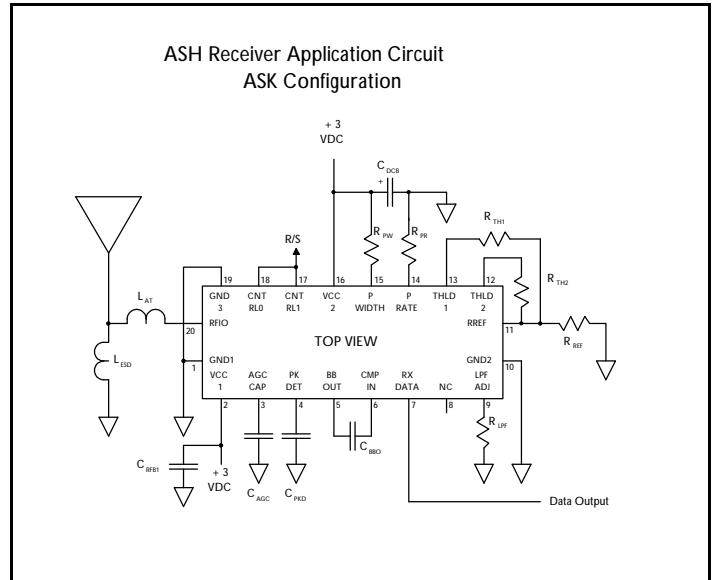 ASH Receiver Application Circuit
ASK Configuration
+ 3
VDC
C DCB
+
R PW
R PR
R TH1
R/S
19
18
17
16
15
14
13
12
GND
3
CNT
RL0
CNT
RL1
VCC
2
P
WIDTH
P
RATE
THLD
1
THLD
2
R TH2
L AT
20
RFIO
RREF
11
TOP VIEW
R REF
L ESD
1
GND1
GND2
10
VCC
1
AGC
CAP
PK
DET
BB
OUT
CMP
IN
RX
DATA
NC
LPF
ADJ
2
3
4
5
6
7
8
9
R LPF
C RFB1
+ 3
VDC
C AGC
C PKD
C BBO
Data Output